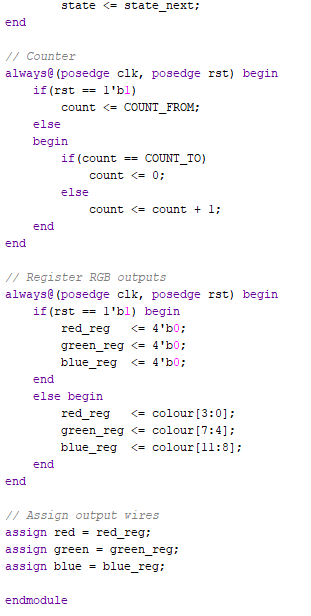 state <= state_next;
end
// Counter
always@(posedge clk, posedge rst) begin
if(rst == 1'b1)
count <= COUNT_FROM;
else
begin
if(count == COUNT_TO)
count <= 0;
else
count <= count + 1;
end
end
// Register RGB outputs
always@(posedge clk, posedge rst) begin
if(rst == 1'b1) begin
red_reg <= 4'b0;
green_reg <= 4'b0;
blue_reg <= 4'b0;
end
else begin
red_reg <= colour[3:0];
green_reg <= colour[7:4];
blue_reg <= colour[11:8];
end
end
// Assign output wires
assign red = red_reg;
assign green = green_reg;
assign blue = blue_reg;
endmodule